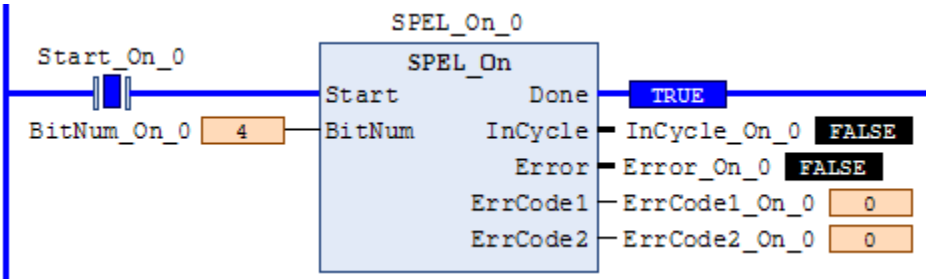 SPEL_On_0
Start_On_0
SPEL_On
Start Done TRUE
BitNum_On_0 4 BitNum InCycle InCycle_On_0 FALSE
Error Error_On_0 FALSE
ErrCode1 ErrCode1_On_0 0
ErrCode2 ErrCode2_On_0 0